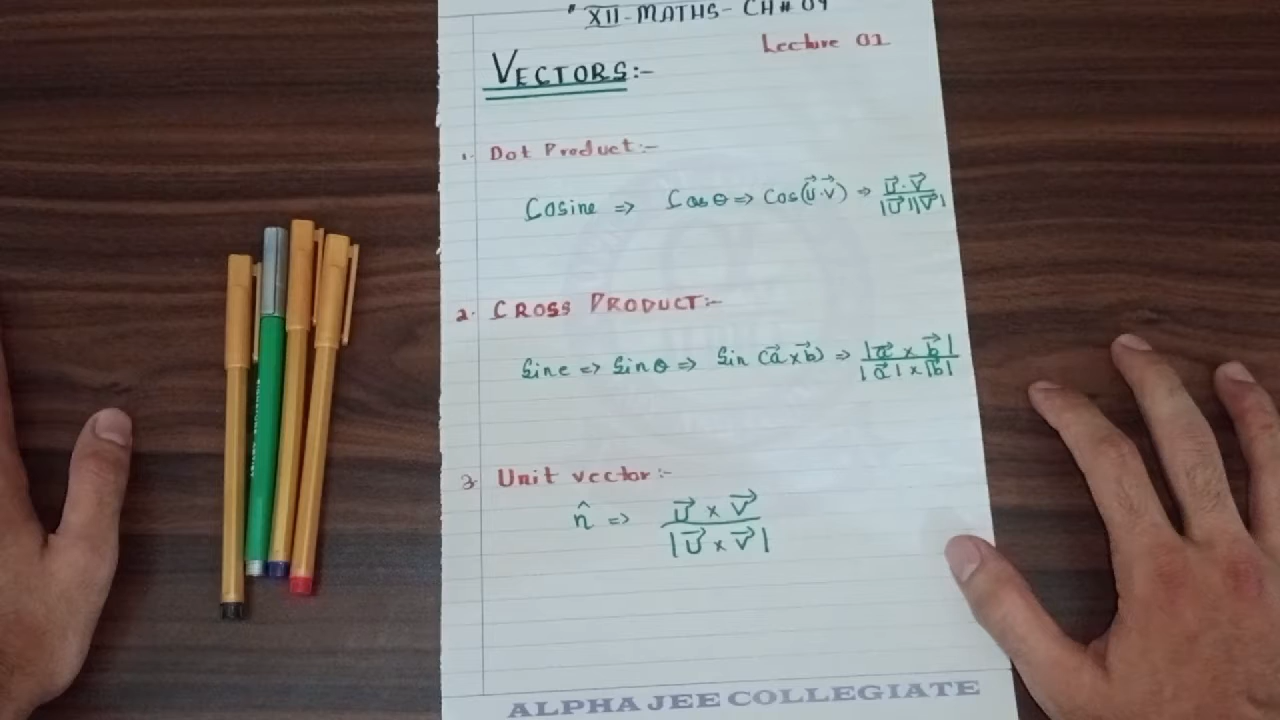 XII - MATHS - CH # 04
Lecture 01
VECTORS:-
1. Dot Product:-
Cosine => Cosθ => Cos(u⃗·v⃗) => u⃗·v⃗ / |u⃗||v⃗|
2. CROSS PRODUCT:-
Sine => Sinθ => Sin(a⃗×b⃗) => |a⃗ × b⃗| / |a⃗|×|b⃗|
3. Unit vector:-
n̂ => u⃗ × v⃗ / |u⃗ × v⃗|
ALPHA JEE COLLEGIATE